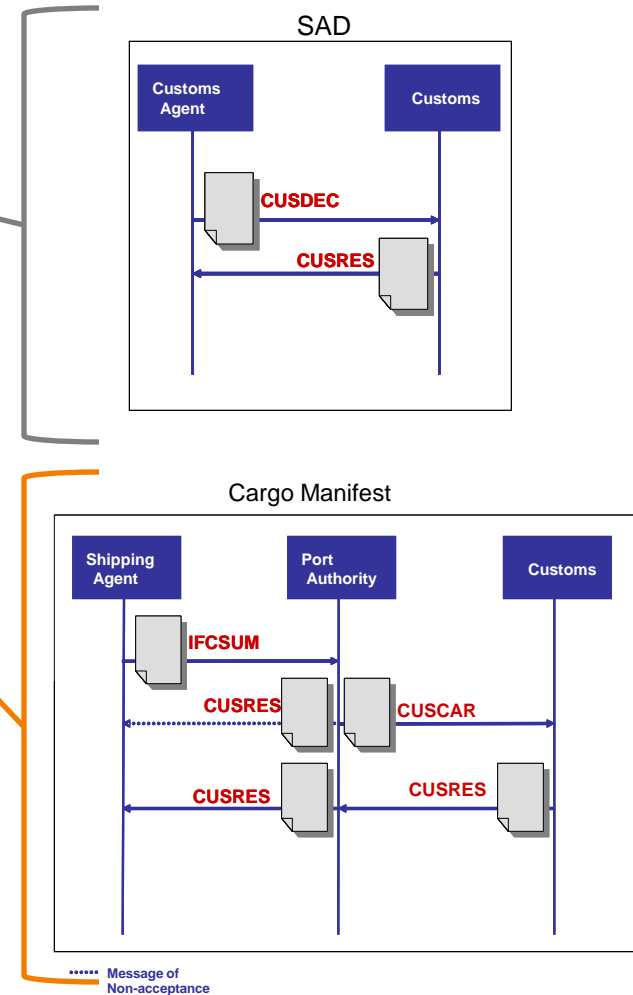 SAD
Customs
Agent
Customs
CUSDEC
CUSRES
Cargo Manifest
Shipping
Agent
Port
Authority
Customs
IFCSUM
CUSRES
CUSCAR
CUSRES
CUSRES
Message of
Non-acceptance